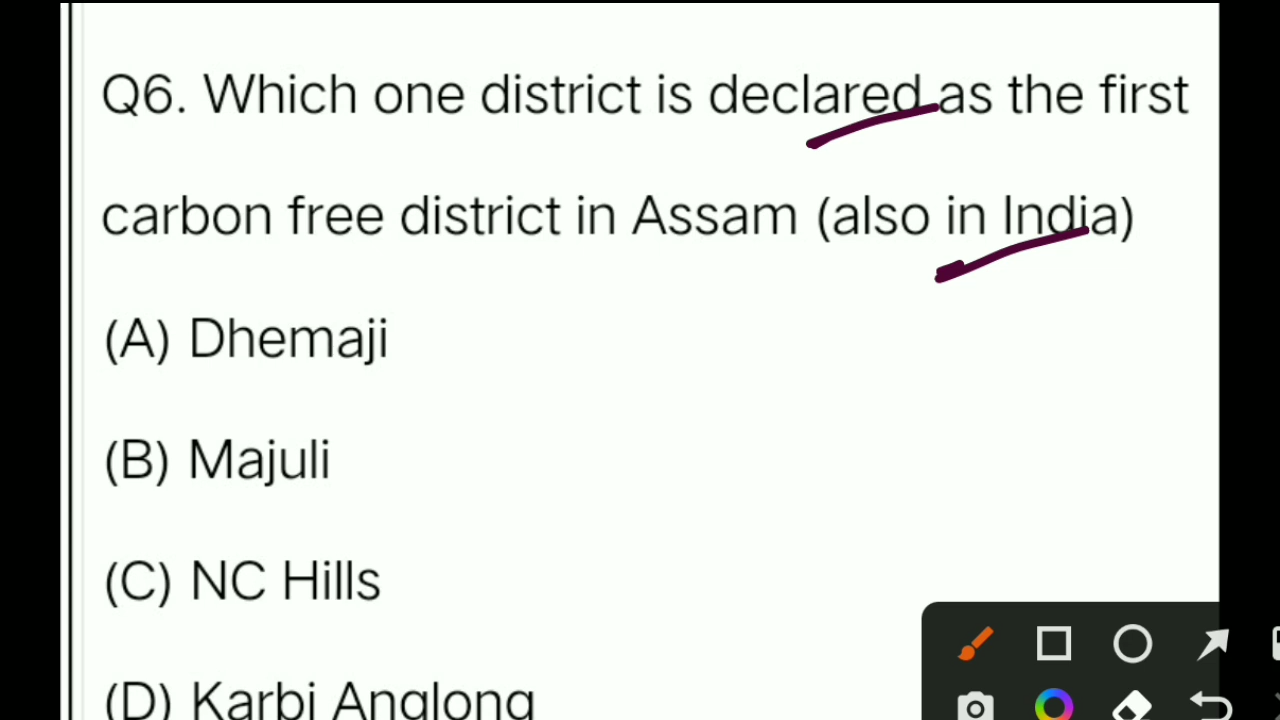 Q6. Which one district is declared as the first
carbon free district in Assam (also in India)
(A) Dhemaji
(B) Majuli
(C) NC Hills
(D) Karbi Anglong